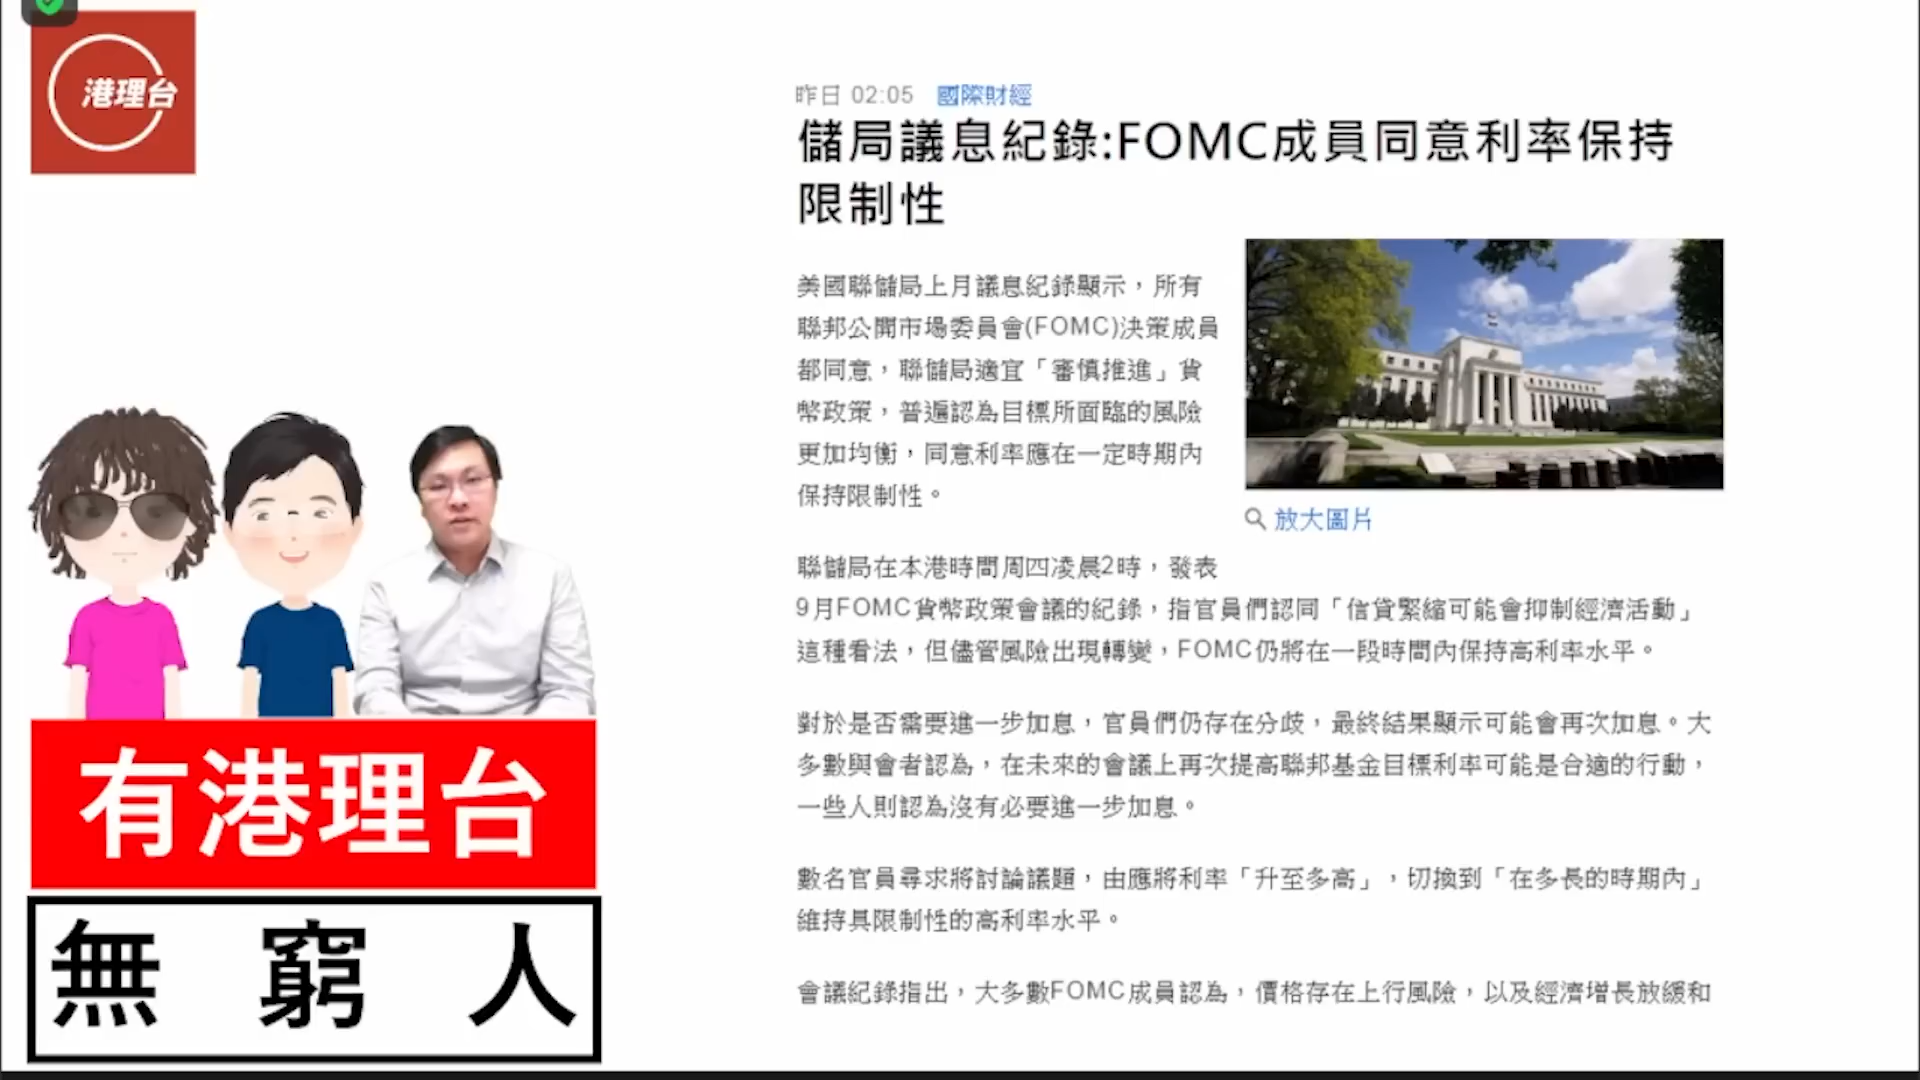 港理台
昨日 02:05 國際財經
儲局議息紀錄:FOMC成員同意利率保持
限制性
美國聯儲局上月議息紀錄顯示，所有
聯邦公開市場委員會(FOMC)決策成員
都同意，聯儲局適宜「審慎推進」貨
幣政策，普遍認為目標所面臨的風險
更加均衡，同意利率應在一定時期內
保持限制性。
放大圖片
聯儲局在本港時間周四凌晨2時，發表
9月FOMC貨幣政策會議的紀錄，指官員們認同「信貸緊縮可能會抑制經濟活動」
這種看法，但儘管風險出現轉變，FOMC仍將在一段時間內保持高利率水平。
對於是否需要進一步加息，官員們仍存在分歧，最終結果顯示可能會再次加息。大
多數與會者認為，在未來的會議上再次提高聯邦基金目標利率可能是合適的行動，
一些人則認為沒有必要進一步加息。
數名官員尋求將討論議題，由應將利率「升至多高」，切換到「在多長的時期內」
維持具限制性的高利率水平。
會議紀錄指出，大多數FOMC成員認為，價格存在上行風險，以及經濟增長放緩和
有港理台
無窮人